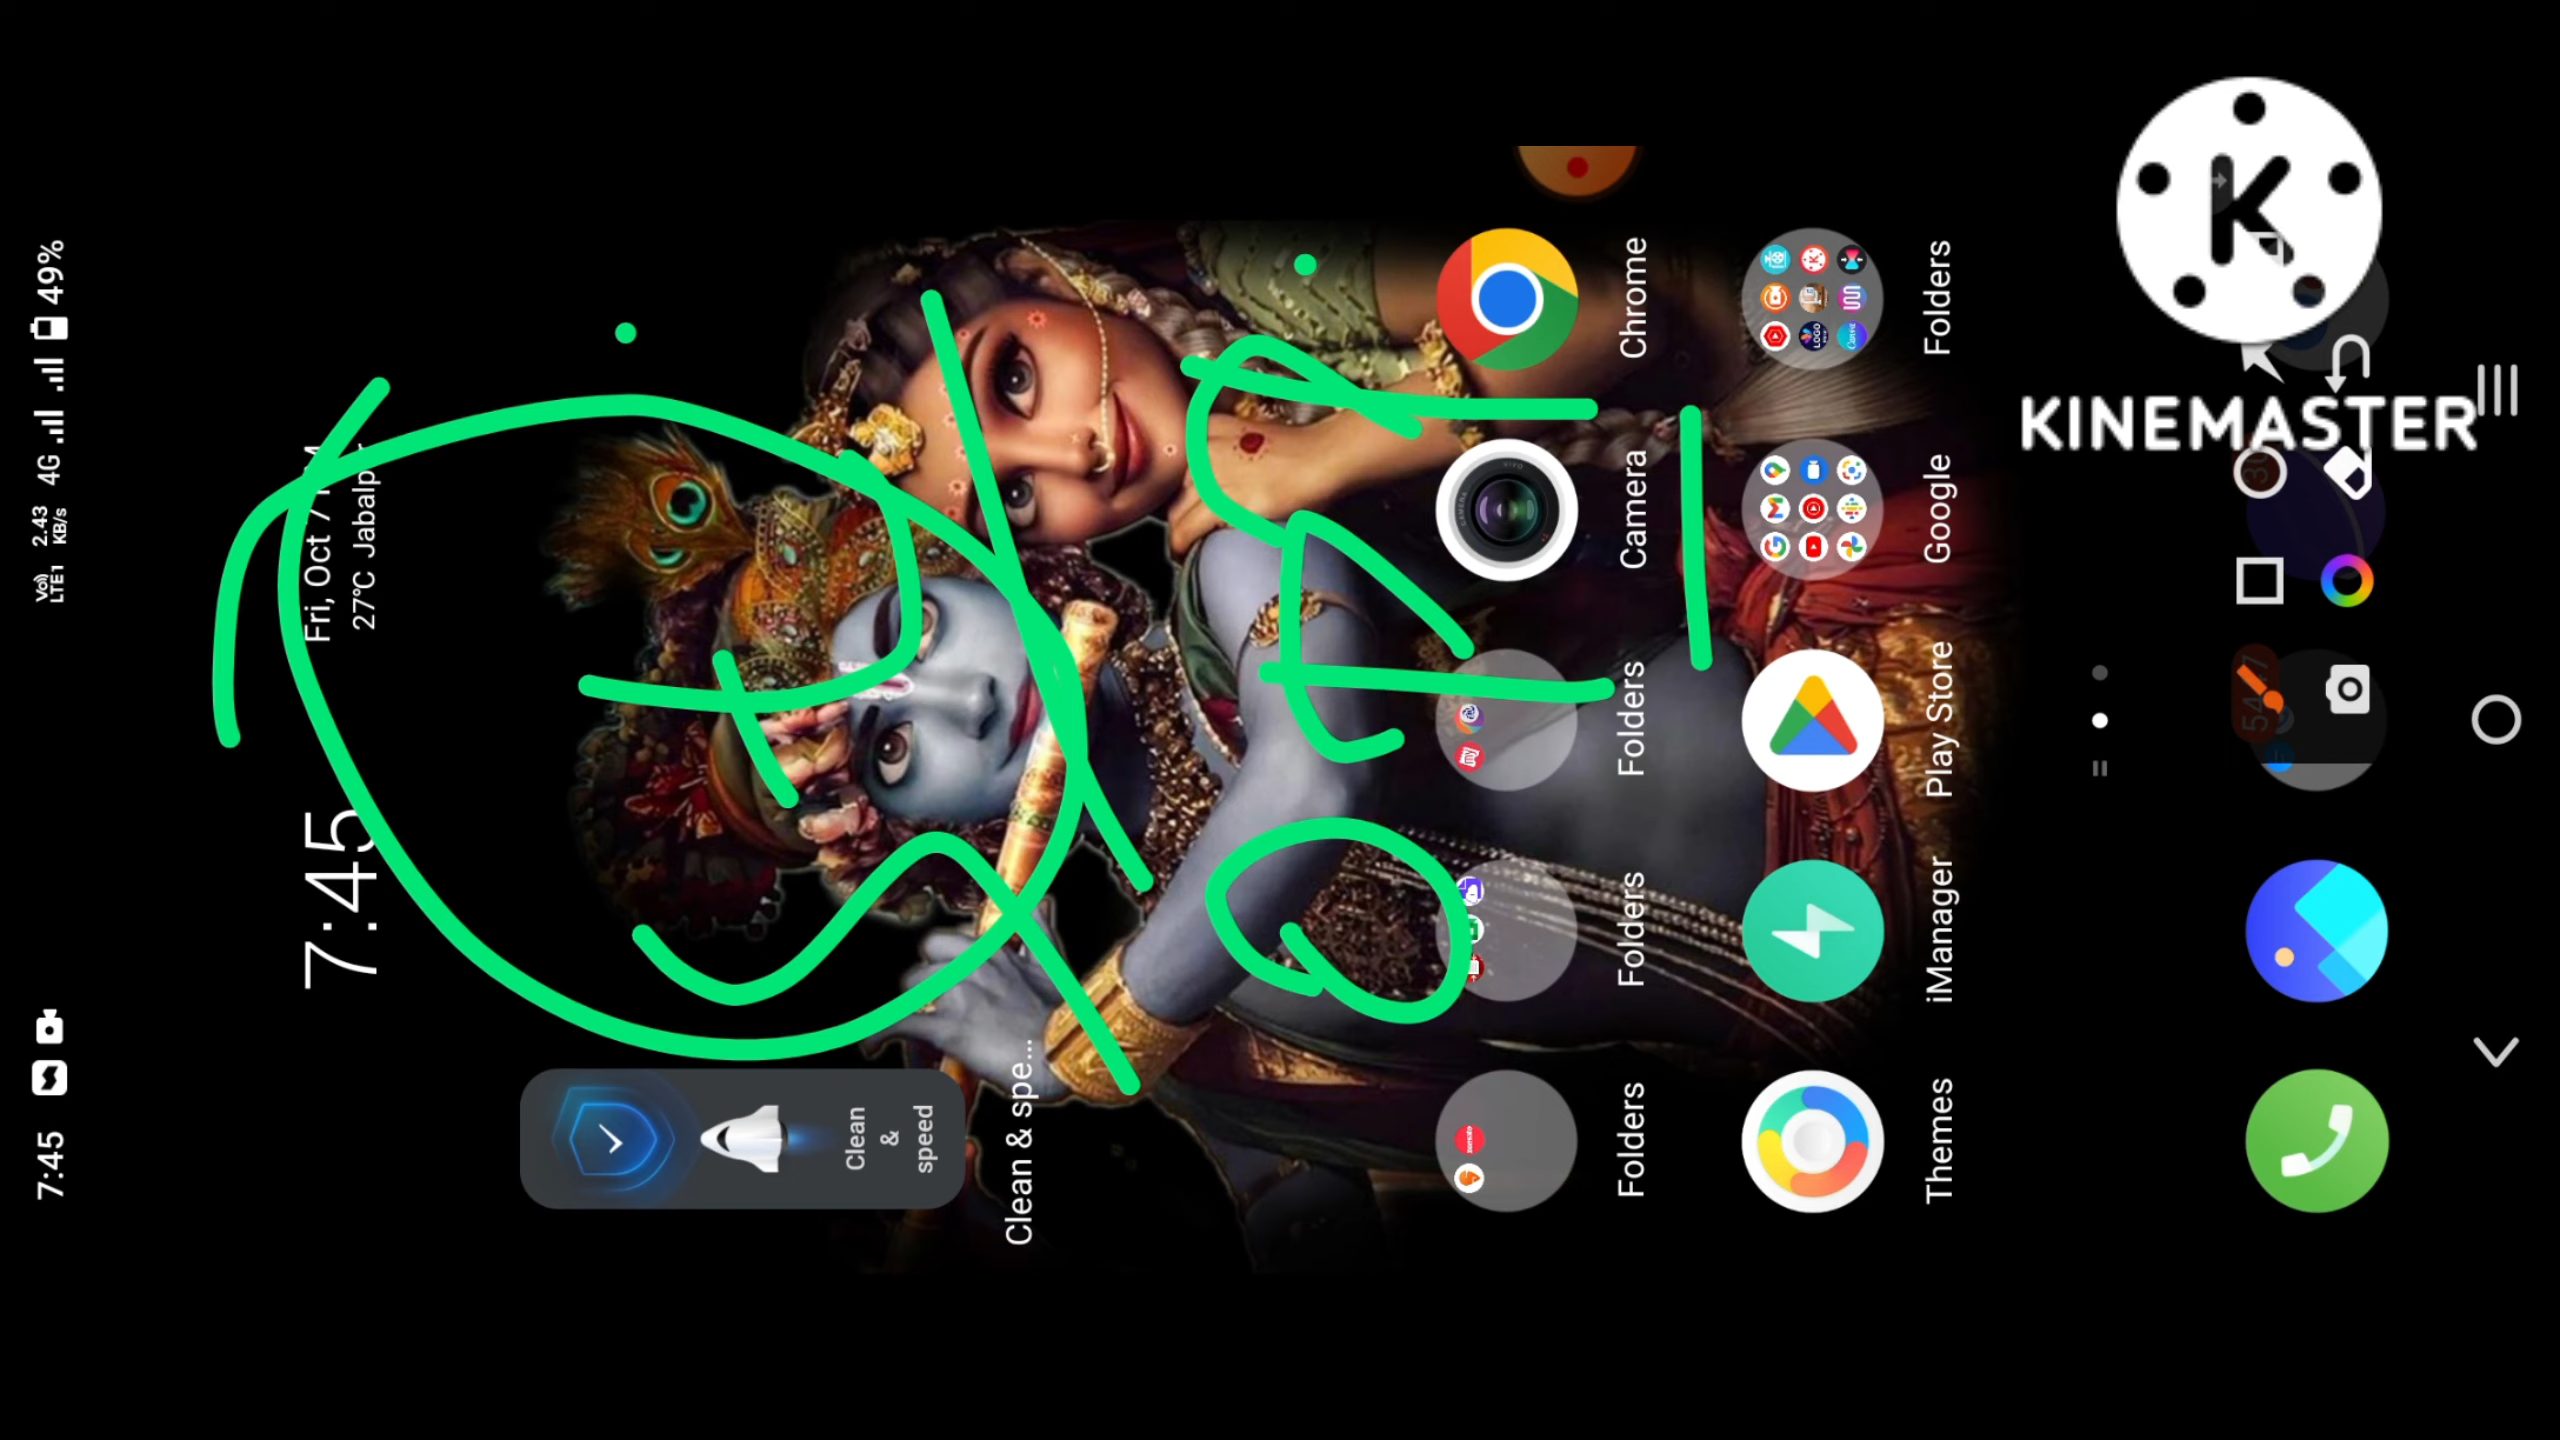 7:45
VoLTE1 2.43 KB/s 4G 49%
7:45
Fri, Oct 7
27°C Jabalp
Clean & speed
Clean & spe...
Folders Folders Folders Camera Chrome
Themes iManager Play Store Google Folders
KINEMASTER